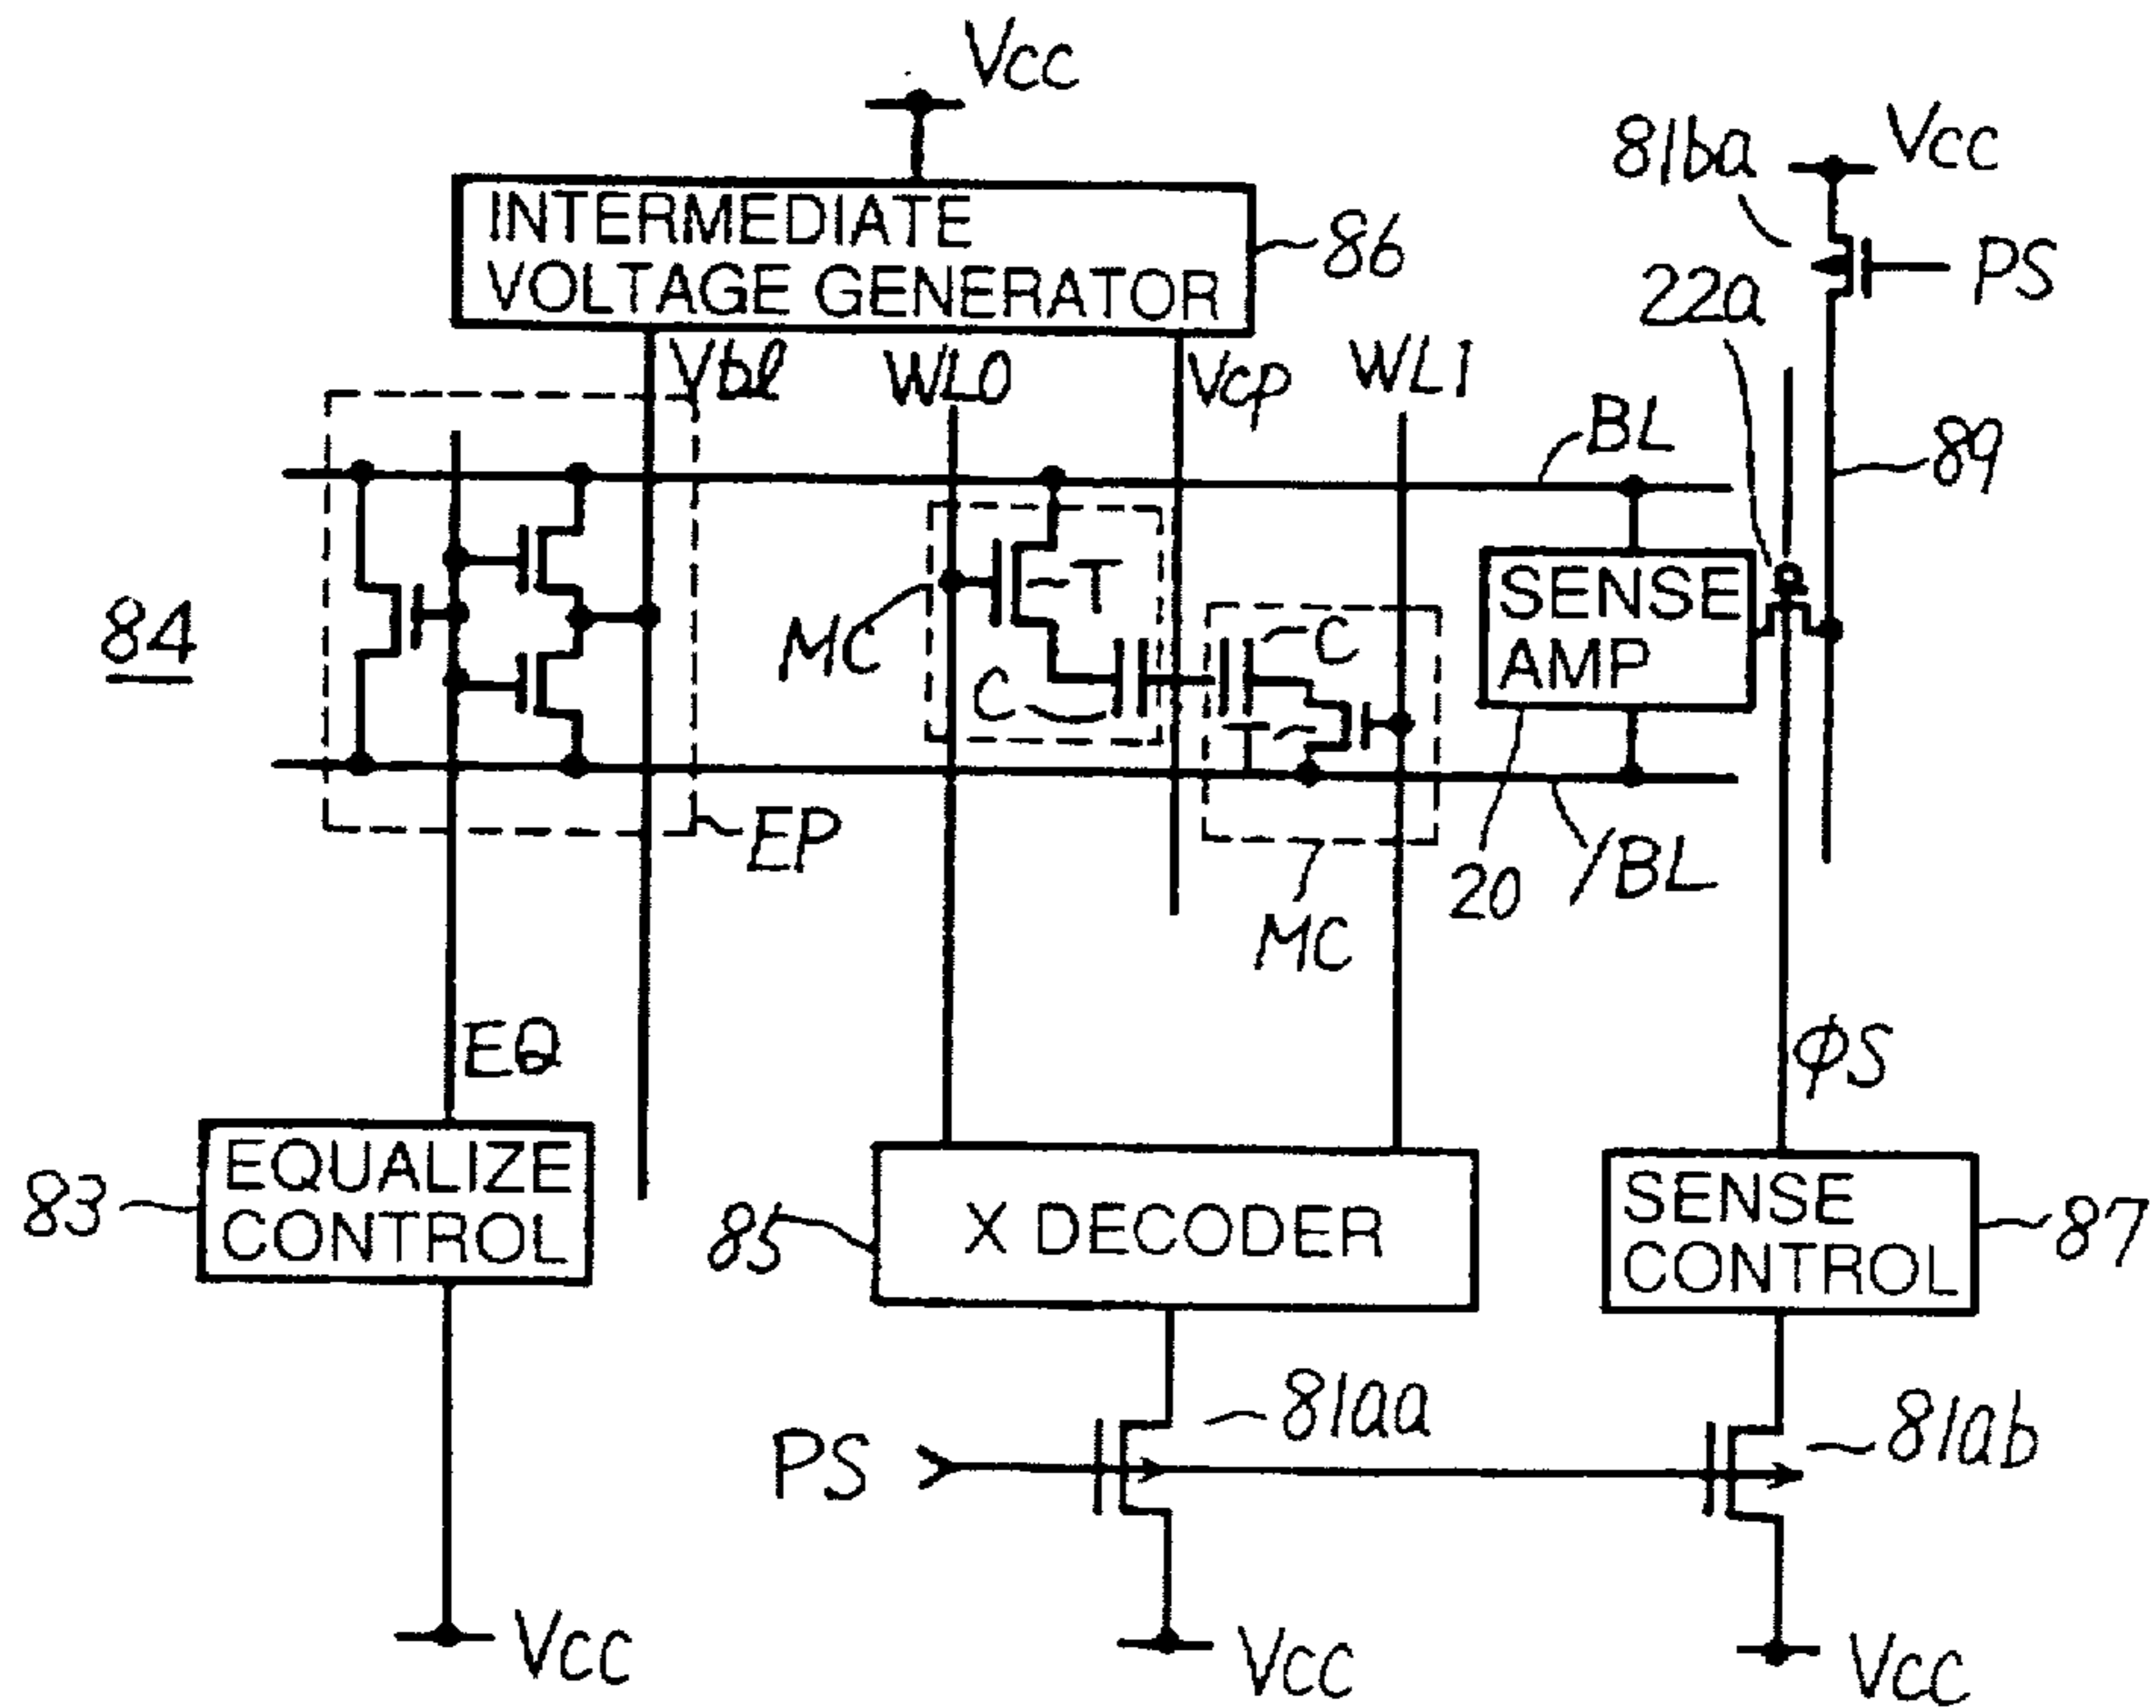 Vcc
81ba
Vcc
INTERMEDIATE
VOLTAGE GENERATOR
86
22a
PS
Vbl
WL0
Vcp
WL1
BL
89
84
MC
T
C
C
T
SENSE
AMP
EP
MC
20
/BL
EQ
φS
83
EQUALIZE
CONTROL
85
X DECODER
SENSE
CONTROL
87
PS
81aa
81ab
Vcc
Vcc
Vcc